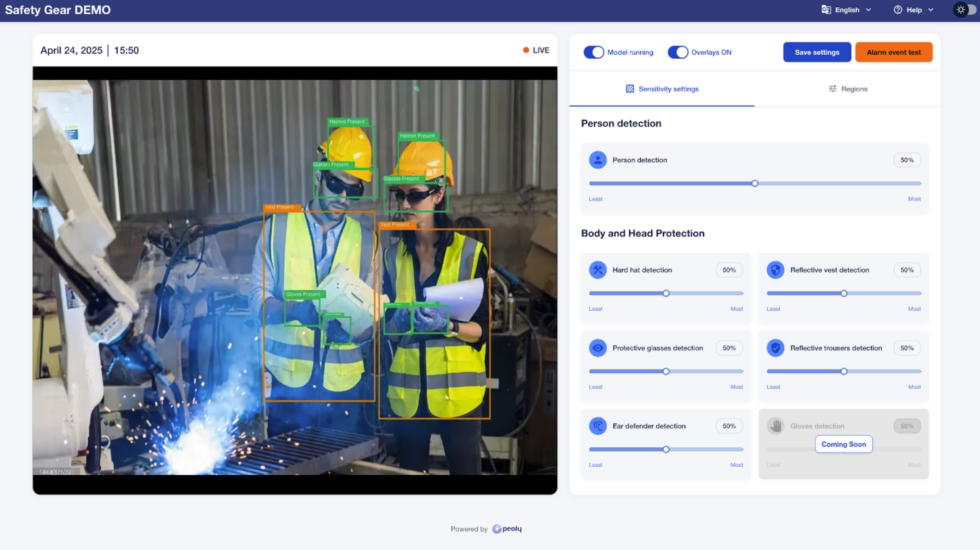 Safety Gear DEMO
English
Help
April 24, 2025 | 15:50
LIVE
Model running
Overlays ON
Save settings
Alarm event test
Sensitivity settings
Regions
Helmet Present
Helmet Present
Glasses Present
Glasses Present
Vest Present
Vest Present
Gloves Present
Person detection
Person detection
50%
Least
Most
Body and Head Protection
Hard hat detection
50%
Least
Most
Reflective vest detection
50%
Least
Most
Protective glasses detection
50%
Least
Most
Reflective trousers detection
50%
Least
Most
Ear defender detection
50%
Least
Most
Gloves detection
50%
Coming Soon
Least
Most
Powered by